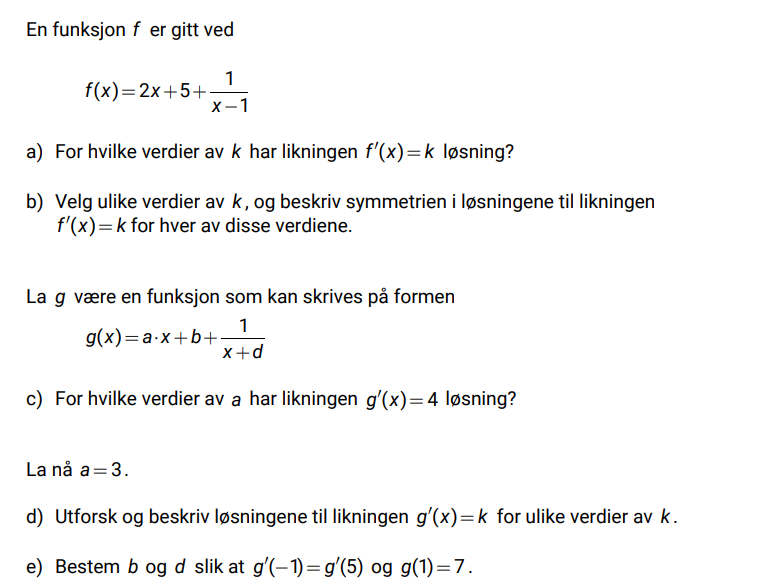 En funksjon f er gitt ved
f(x)=2x+5+1/(x−1)
a) For hvilke verdier av k har likningen f′(x)=k løsning?
b) Velg ulike verdier av k, og beskriv symmetrien i løsningene til likningen
f′(x)=k for hver av disse verdiene.
La g være en funksjon som kan skrives på formen
g(x)=a·x+b+1/(x+d)
c) For hvilke verdier av a har likningen g′(x)=4 løsning?
La nå a=3.
d) Utforsk og beskriv løsningene til likningen g′(x)=k for ulike verdier av k.
e) Bestem b og d slik at g′(−1)=g′(5) og g(1)=7.